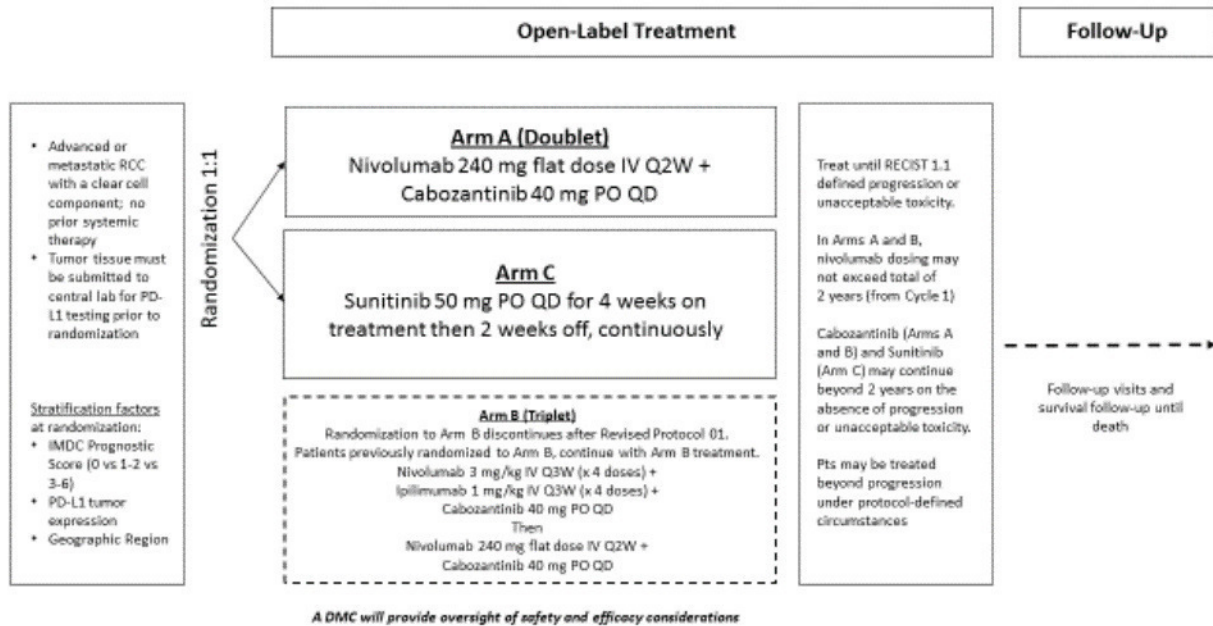 Open-Label Treatment
Follow-Up
• Advanced or
metastatic RCC
with a clear cell
component; no
prior systemic
therapy
• Tumor tissue must
be submitted to
central lab for PD-
L1 testing prior to
randomization
Stratification factors
at randomization:
• IMDC Prognostic
Score (0 vs 1-2 vs
3-6)
• PD-L1 tumor
expression
• Geographic Region
Randomization 1:1
Arm A (Doublet)
Nivolumab 240 mg flat dose IV Q2W +
Cabozantinib 40 mg PO QD
Arm C
Sunitinib 50 mg PO QD for 4 weeks on
treatment then 2 weeks off, continuously
Arm B (Triplet)
Randomization to Arm B discontinues after Revised Protocol 01.
Patients previously randomized to Arm B, continue with Arm B treatment.
Nivolumab 3 mg/kg IV Q3W (x 4 doses) +
Ipilimumab 1 mg/kg IV Q3W (x 4 doses) +
Cabozantinib 40 mg PO QD
Then
Nivolumab 240 mg flat dose IV Q2W +
Cabozantinib 40 mg PO QD
Treat until RECIST 1.1
defined progression or
unacceptable toxicity.
In Arms A and B,
nivolumab dosing may
not exceed total of
2 years (from Cycle 1)
Cabozantinib (Arms A
and B) and Sunitinib
(Arm C) may continue
beyond 2 years on the
absence of progression
or unacceptable toxicity.
Pts may be treated
beyond progression
under protocol-defined
circumstances
Follow-up visits and
survival follow-up until
death
A DMC will provide oversight of safety and efficacy considerations